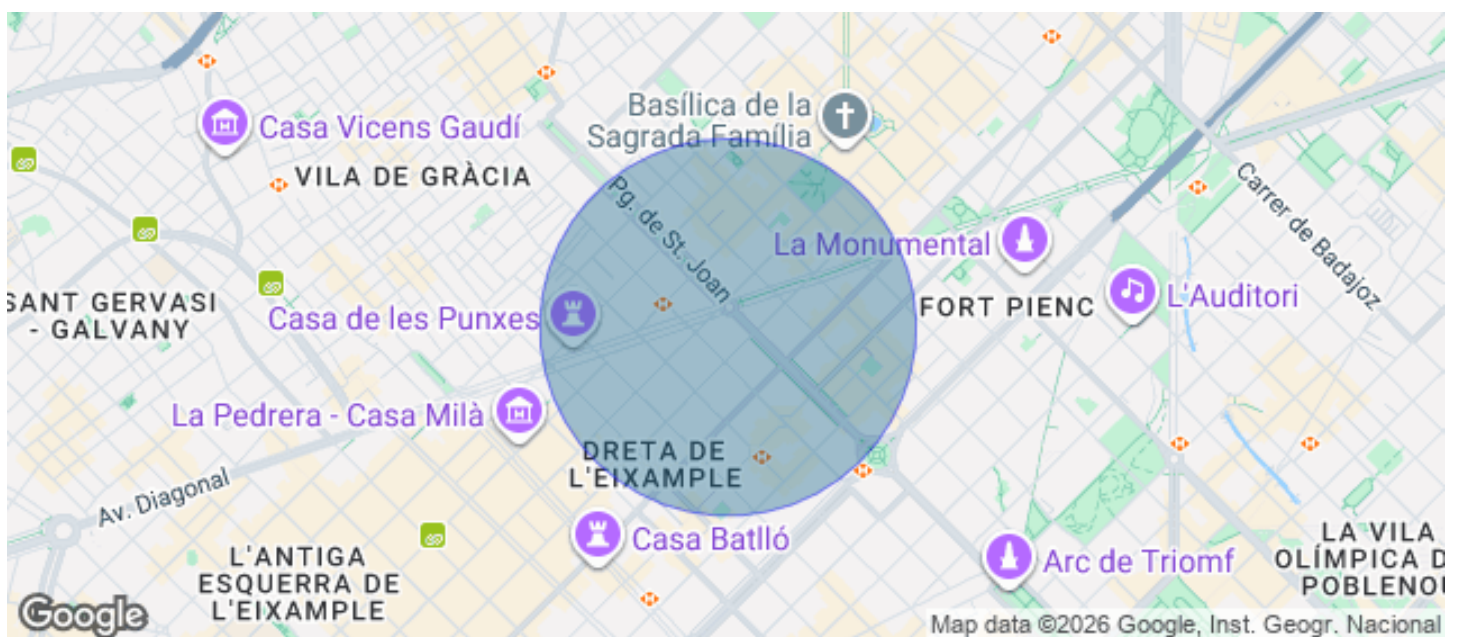 Basílica de la
Sagrada Família
Casa Vicens Gaudí
VILA DE GRÀCIA
Pg. de St. Joan
Carrer de Badajoz
La Monumental
SANT GERVASI
- GALVANY
Casa de les Punxes
FORT PIENC
L'Auditori
La Pedrera - Casa Milà
DRETA DE
L'EIXAMPLE
Av. Diagonal
Casa Batlló
L'ANTIGA
ESQUERRA DE
L'EIXAMPLE
Arc de Triomf
LA VILA
OLÍMPICA D
POBLENOU
Google
Map data ©2026 Google, Inst. Geogr. Nacional